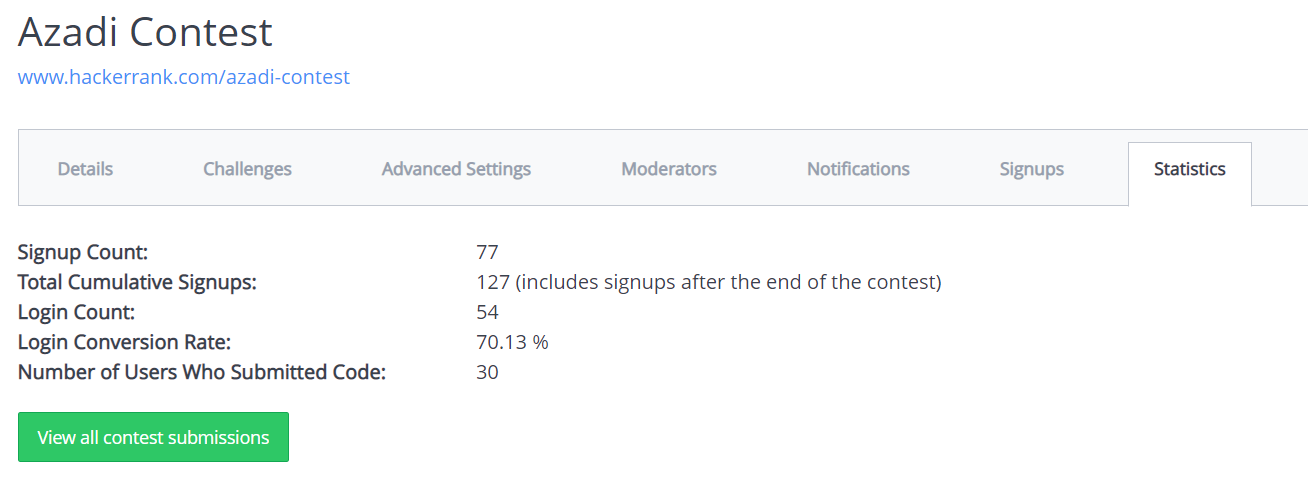 Azadi Contest
www.hackerrank.com/azadi-contest
Details Challenges Advanced Settings Moderators Notifications Signups Statistics
Signup Count: 77
Total Cumulative Signups: 127 (includes signups after the end of the contest)
Login Count: 54
Login Conversion Rate: 70.13 %
Number of Users Who Submitted Code: 30
View all contest submissions